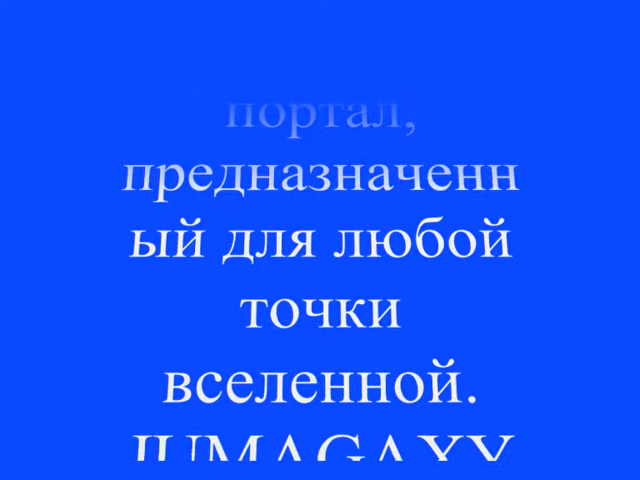 портал,
предназначенн
ый для любой
точки
вселенной.